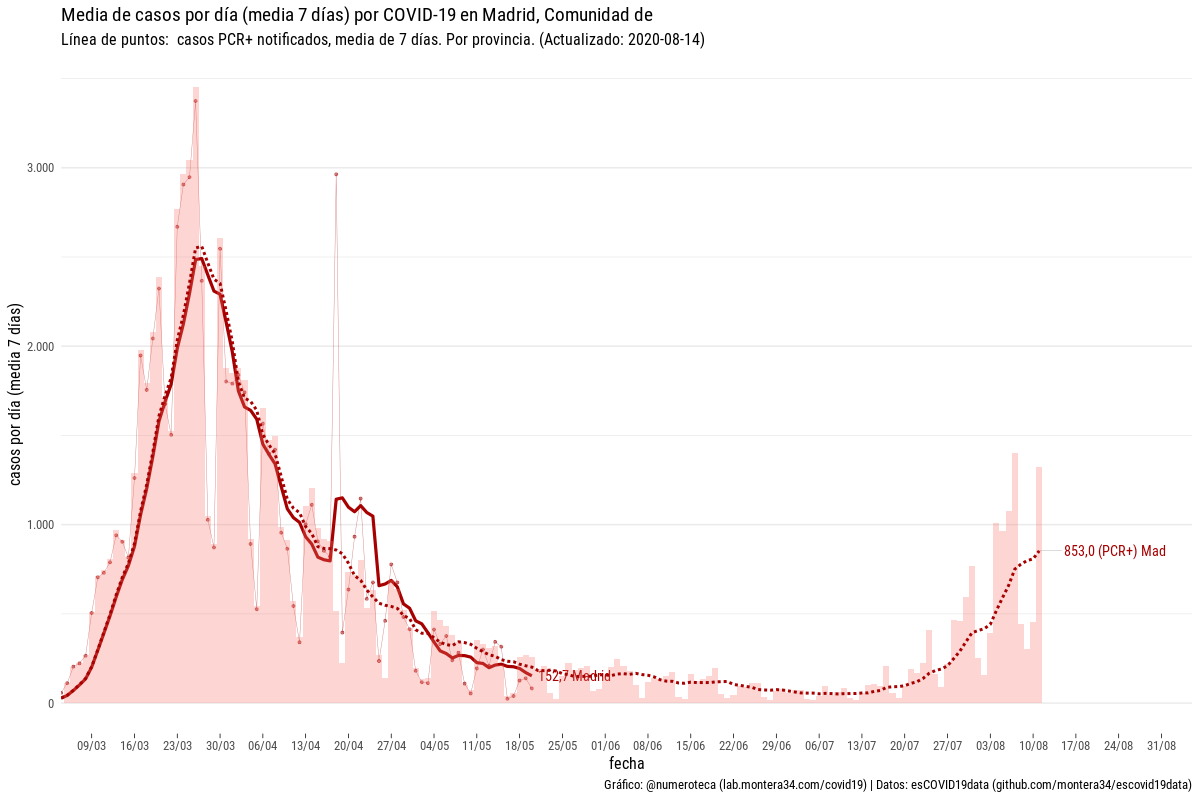 Media de casos por día (media 7 días) por COVID-19 en Madrid, Comunidad de
Línea de puntos:  casos PCR+ notificados, media de 7 días. Por provincia. (Actualizado: 2020-08-14)
casos por día (media 7 días)
3.000
2.000
1.000
0
853,0 (PCR+) Mad
152,7 Madrid
09/03 16/03 23/03 30/03 06/04 13/04 20/04 27/04 04/05 11/05 18/05 25/05 01/06 08/06 15/06 22/06 29/06 06/07 13/07 20/07 27/07 03/08 10/08 17/08 24/08 31/08
fecha
Gráfico: @numeroteca (lab.montera34.com/covid19) | Datos: esCOVID19data (github.com/montera34/escovid19data)